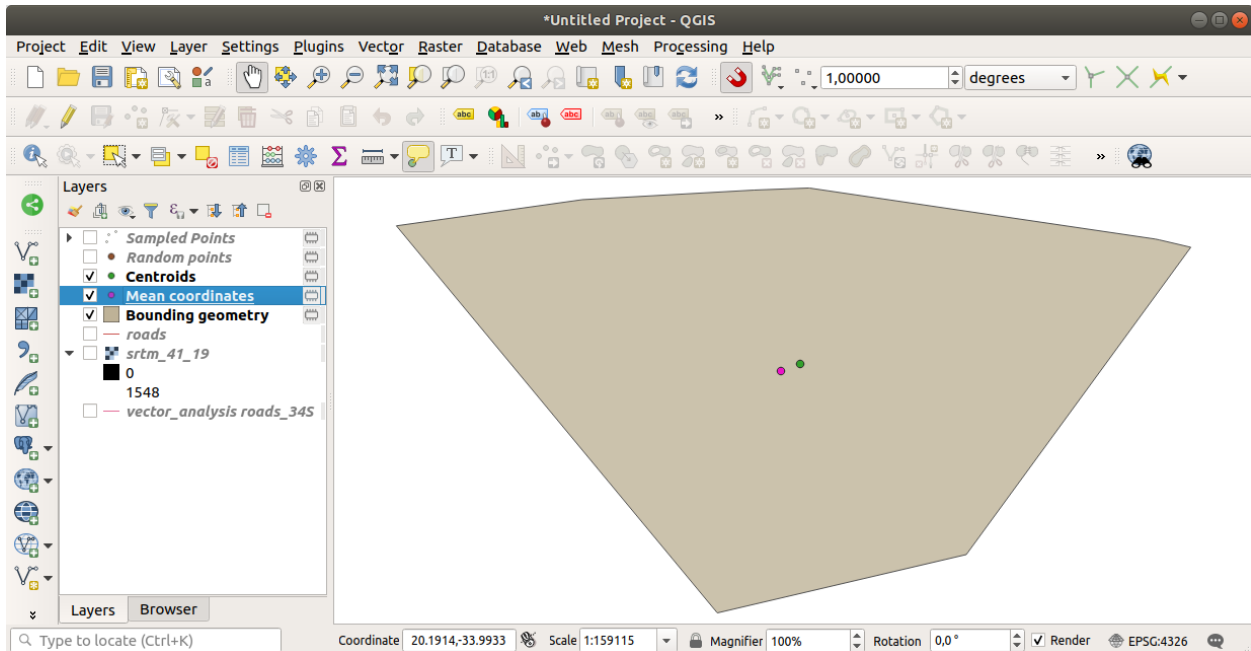 *Untitled Project - QGIS
Project Edit View Layer Settings Plugins Vector Raster Database Web Mesh Processing Help
1,00000 degrees
abc abc abc
Layers
Sampled Points
Random points
Centroids
Mean coordinates
Bounding geometry
roads
srtm_41_19
0
1548
vector_analysis roads_34S
Layers Browser
Type to locate (Ctrl+K) Coordinate 20.1914,-33.9933 Scale 1:159115 Magnifier 100% Rotation 0,0 ° Render EPSG:4326